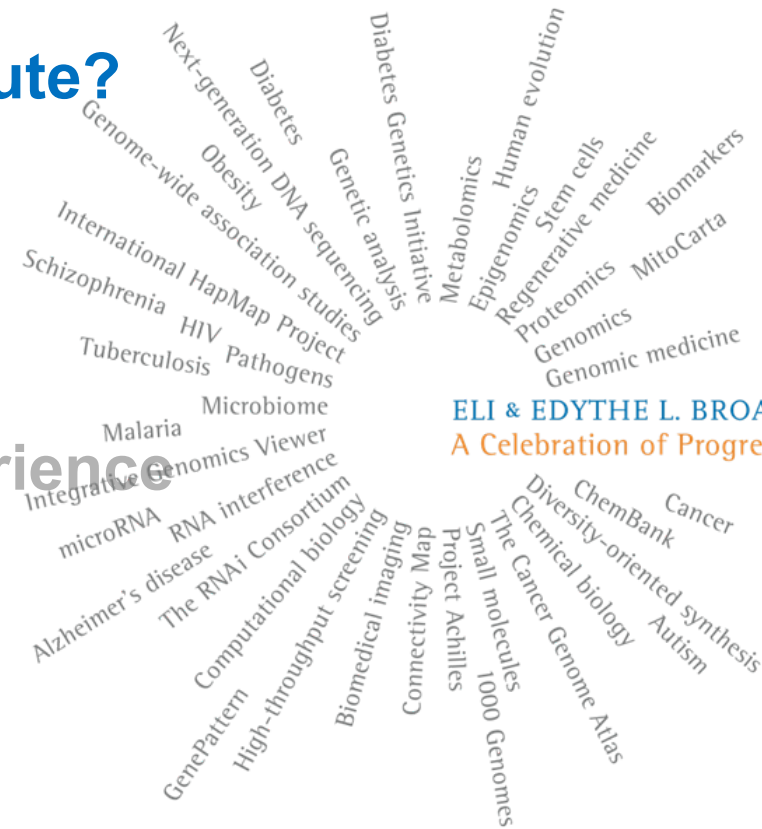 ute?
Diabetes Genetics Initiative
Metabolomics
Human evolution
Epigenomics
Stem cells
Regenerative medicine
Biomarkers
Proteomics
MitoCarta
Genomics
Genomic medicine
ELI & EDYTHE L. BROA
A Celebration of Progre
Cancer
ChemBank
Diversity-oriented synthesis
Autism
Chemical biology
The Cancer Genome Atlas
Small molecules
1000 Genomes
Project Achilles
Connectivity Map
Biomedical imaging
High-throughput screening
GenePattern
Computational biology
The RNAi Consortium
Alzheimer's disease
RNA interference
microRNA
rience
Integrative Genomics Viewer
Malaria
Microbiome
Pathogens
Tuberculosis
HIV
Schizophrenia
International HapMap Project
Genome-wide association studies
Obesity
Next-generation DNA sequencing
Diabetes
Genetic analysis